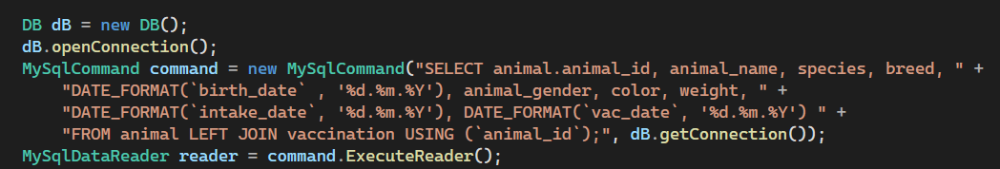 DB dB = new DB();
dB.openConnection();
MySqlCommand command = new MySqlCommand("SELECT animal.animal_id, animal_name, species, breed, " +
"DATE_FORMAT(`birth_date` , '%d.%m.%Y'), animal_gender, color, weight, " +
"DATE_FORMAT(`intake_date`, '%d.%m.%Y'), DATE_FORMAT(`vac_date`, '%d.%m.%Y') " +
"FROM animal LEFT JOIN vaccination USING (`animal_id`);", dB.getConnection());
MySqlDataReader reader = command.ExecuteReader();